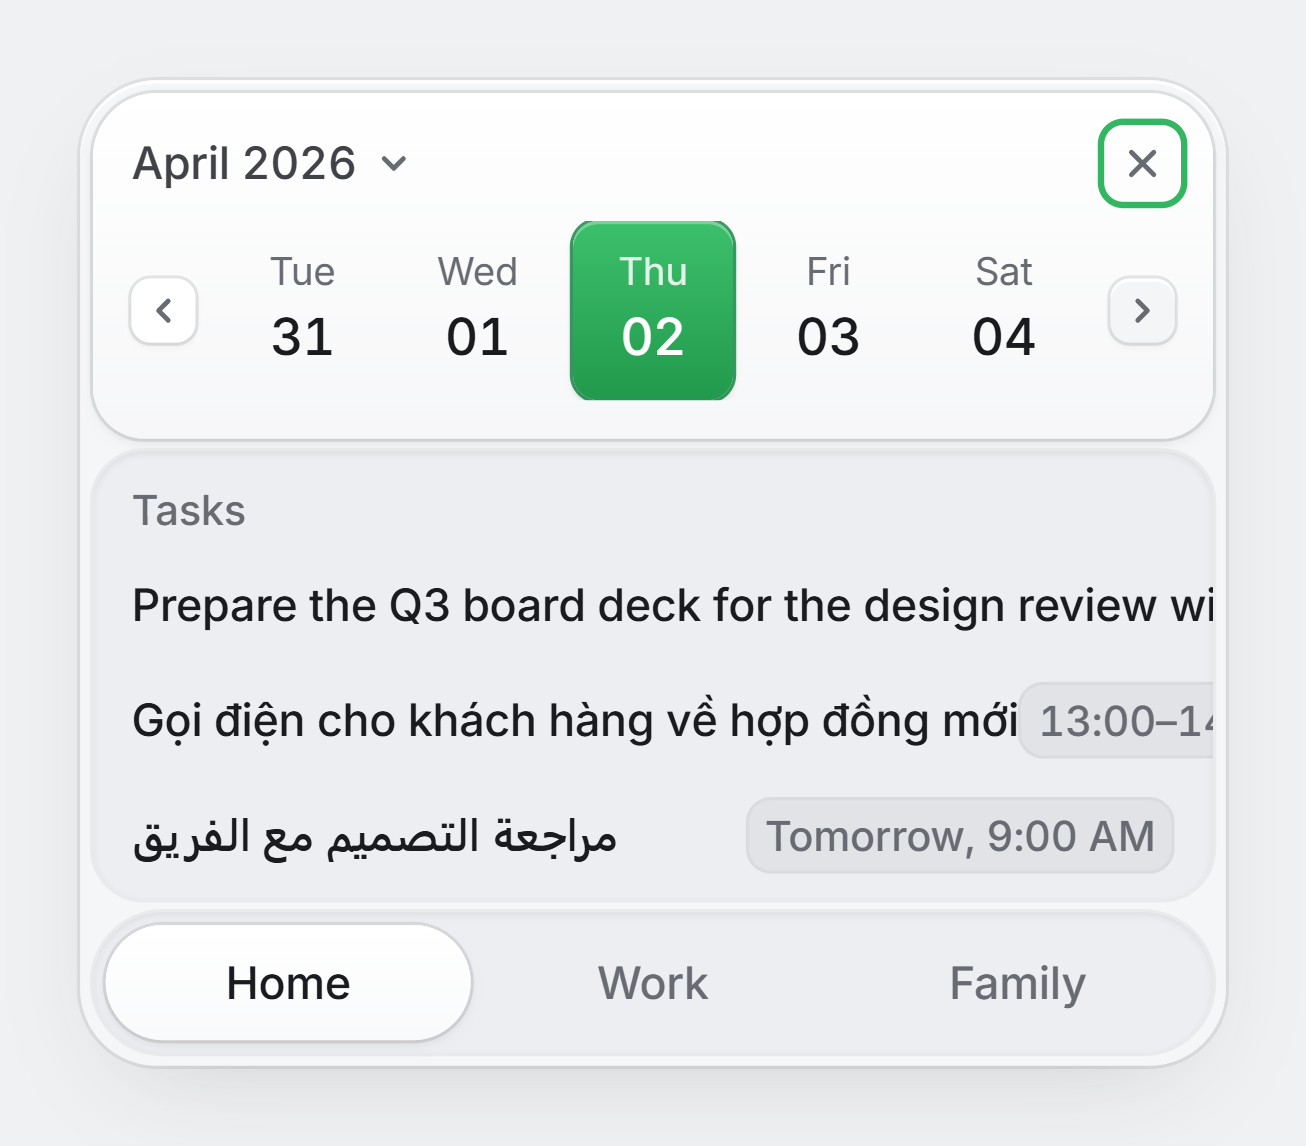 April 2026
Tue Wed Thu Fri Sat
31 01 02 03 04
Tasks
Prepare the Q3 board deck for the design review wi
Gọi điện cho khách hàng về hợp đồng mới 13:00–14
مراجعة التصميم مع الفريق Tomorrow, 9:00 AM
Home Work Family